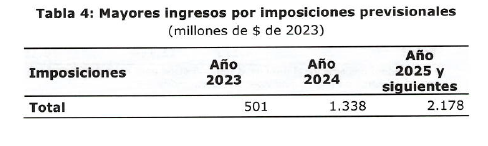 Tabla 4: Mayores ingresos por imposiciones previsionales
(millones de $ de 2023)
Imposiciones Año 2023 Año 2024 Año 2025 y siguientes
Total 501 1.338 2.178